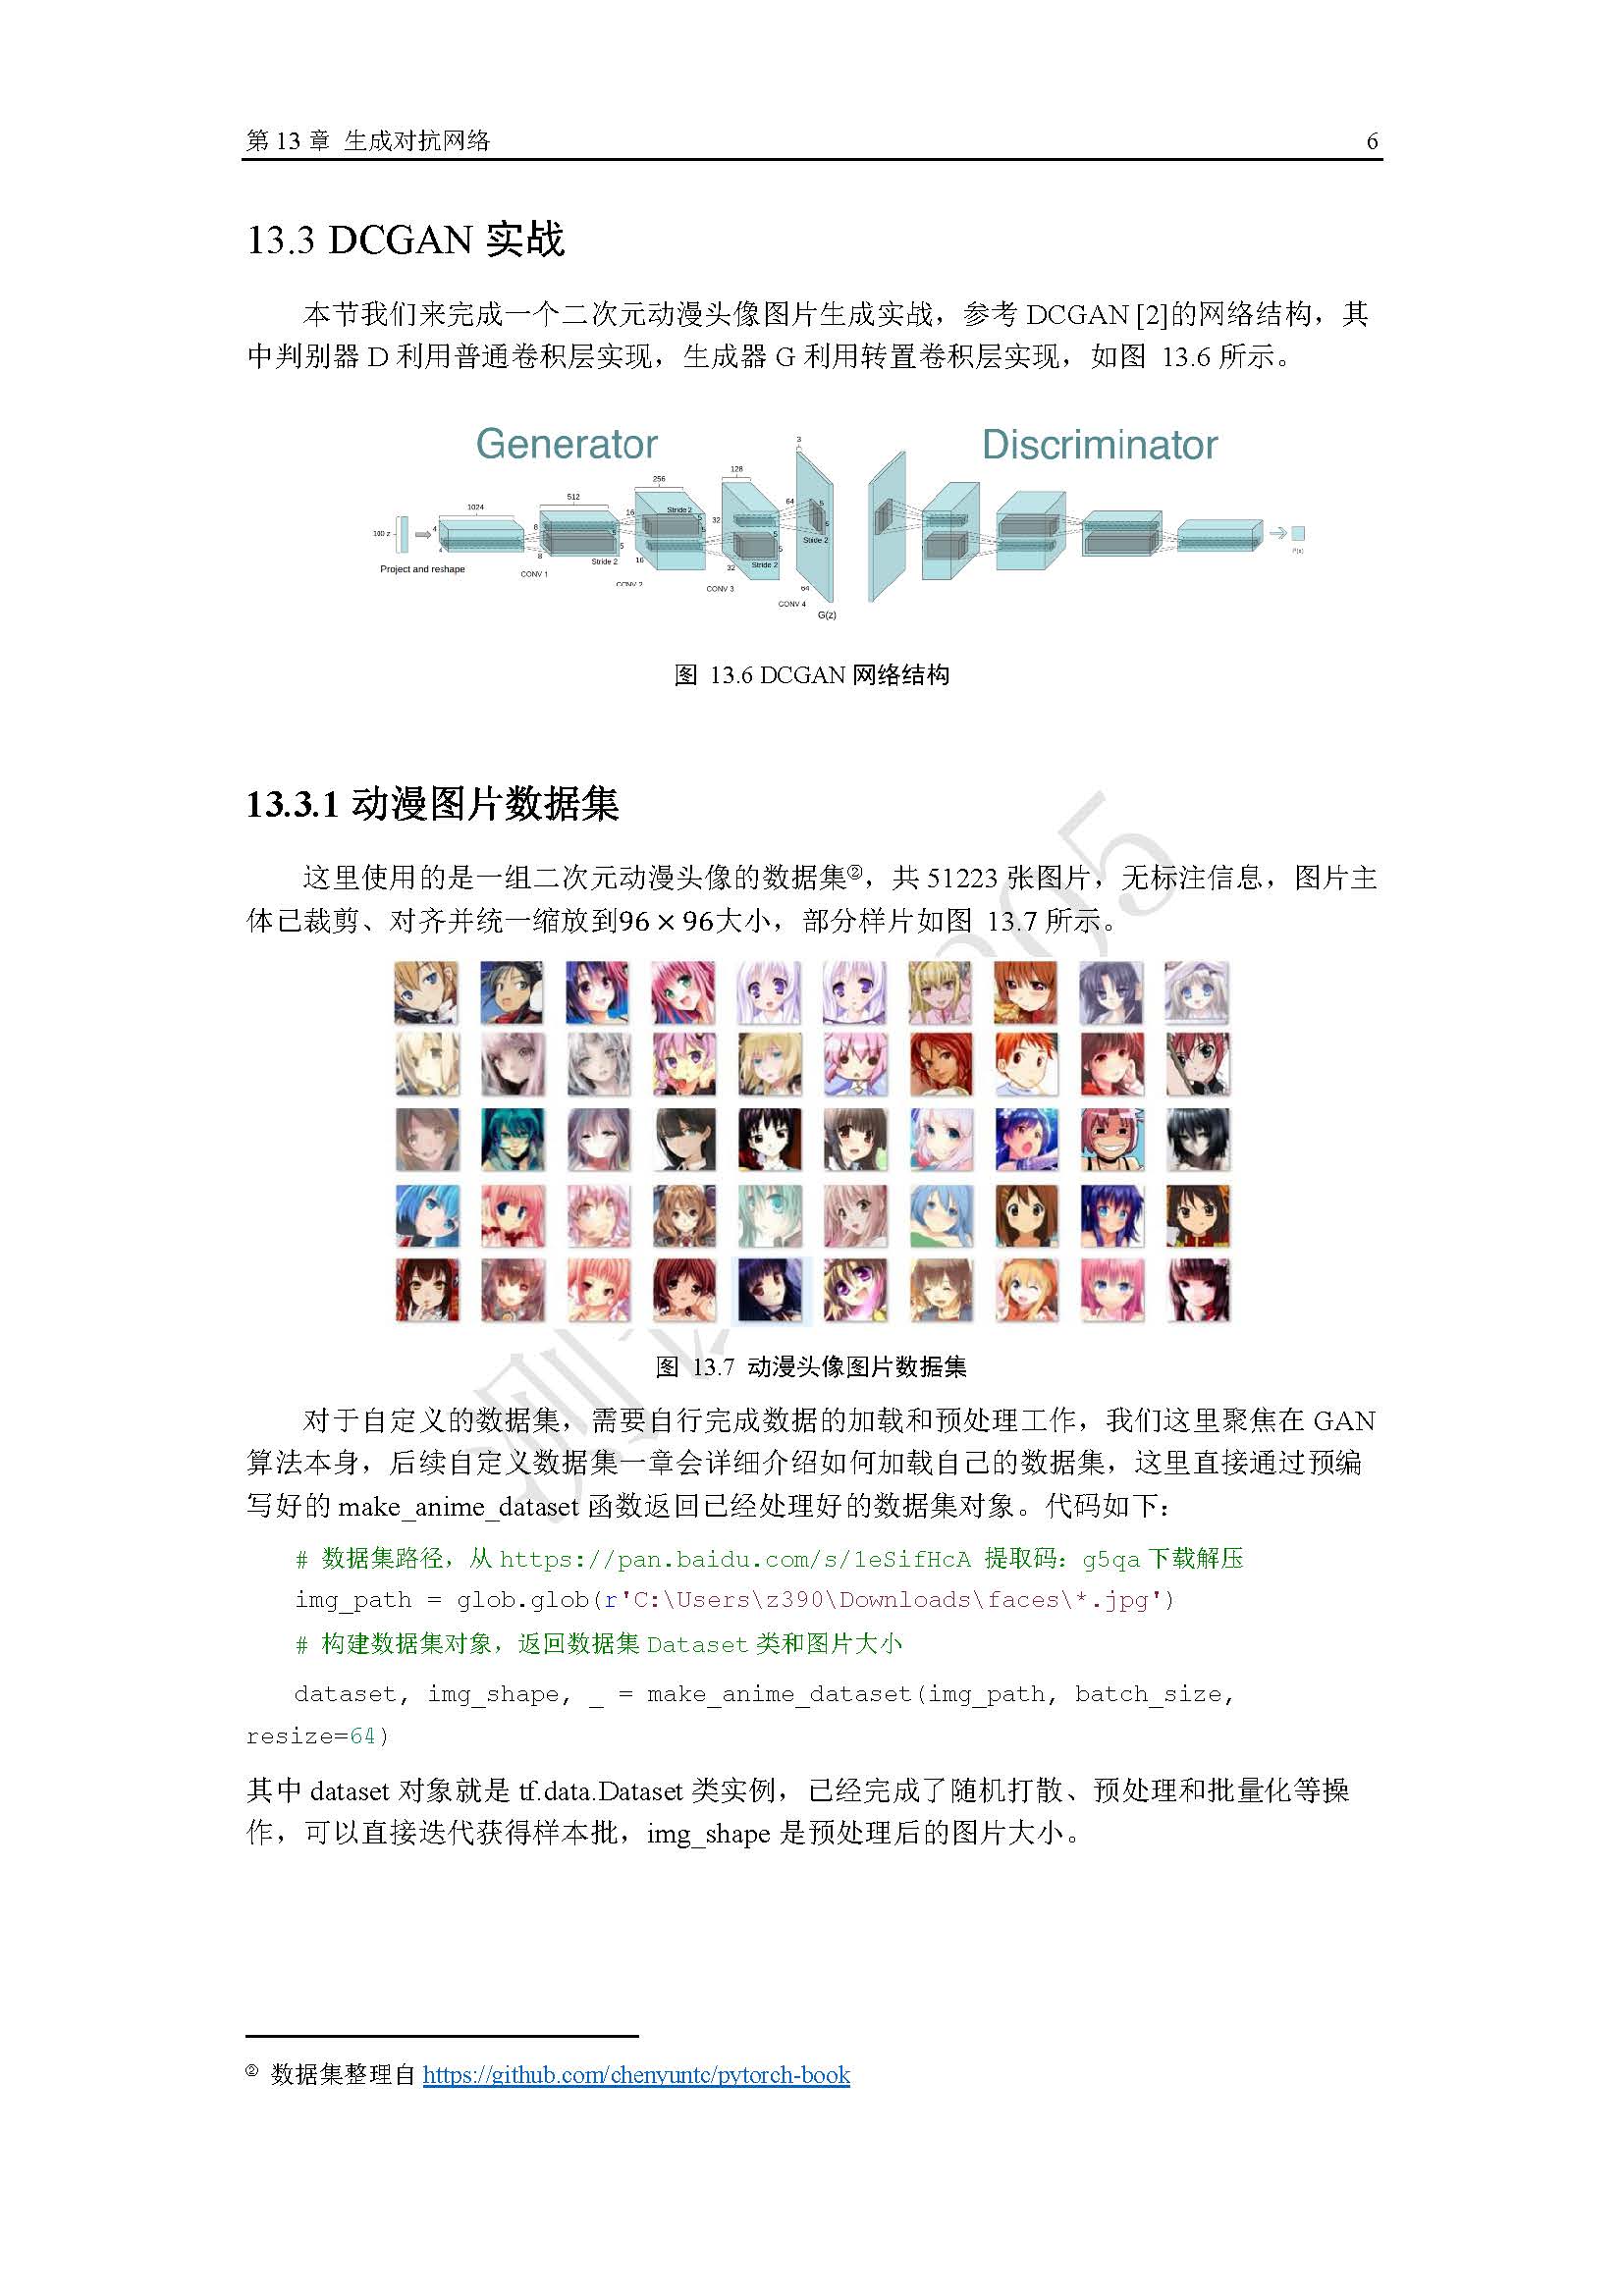 第 13 章 生成对抗网络 6
13.3 DCGAN 实战
本节我们来完成一个二次元动漫头像图片生成实战，参考 DCGAN [2]的网络结构，其
中判别器 D 利用普通卷积层实现，生成器 G 利用转置卷积层实现，如图 13.6 所示。
Generator
Discriminator
3
128
256
512
1024
100 z
4
4
8
8
5
5
16
16
Stride 2
5
5
32
32
Stride 2
5
5
64
64
Stride 2
5
5
Stride 2
Project and reshape
CONV 1
CONV 2
CONV 3
CONV 4
G(z)
图 13.6 DCGAN 网络结构
13.3.1 动漫图片数据集
这里使用的是一组二次元动漫头像的数据集②，共 51223 张图片，无标注信息，图片主
体已裁剪、对齐并统一缩放到96 × 96大小，部分样片如图 13.7 所示。
图 13.7 动漫头像图片数据集
对于自定义的数据集，需要自行完成数据的加载和预处理工作，我们这里聚焦在 GAN
算法本身，后续自定义数据集一章会详细介绍如何加载自己的数据集，这里直接通过预编
写好的 make_anime_dataset 函数返回已经处理好的数据集对象。代码如下：
# 数据集路径，从 https://pan.baidu.com/s/1eSifHcA 提取码：g5qa 下载解压
img_path = glob.glob(r'C:\Users\z390\Downloads\faces\*.jpg')
# 构建数据集对象，返回数据集 Dataset 类和图片大小
dataset, img_shape, _ = make_anime_dataset(img_path, batch_size,
resize=64)
其中 dataset 对象就是 tf.data.Dataset 类实例，已经完成了随机打散、预处理和批量化等操
作，可以直接迭代获得样本批，img_shape 是预处理后的图片大小。
② 数据集整理自 https://github.com/chenyuntc/pytorch-book